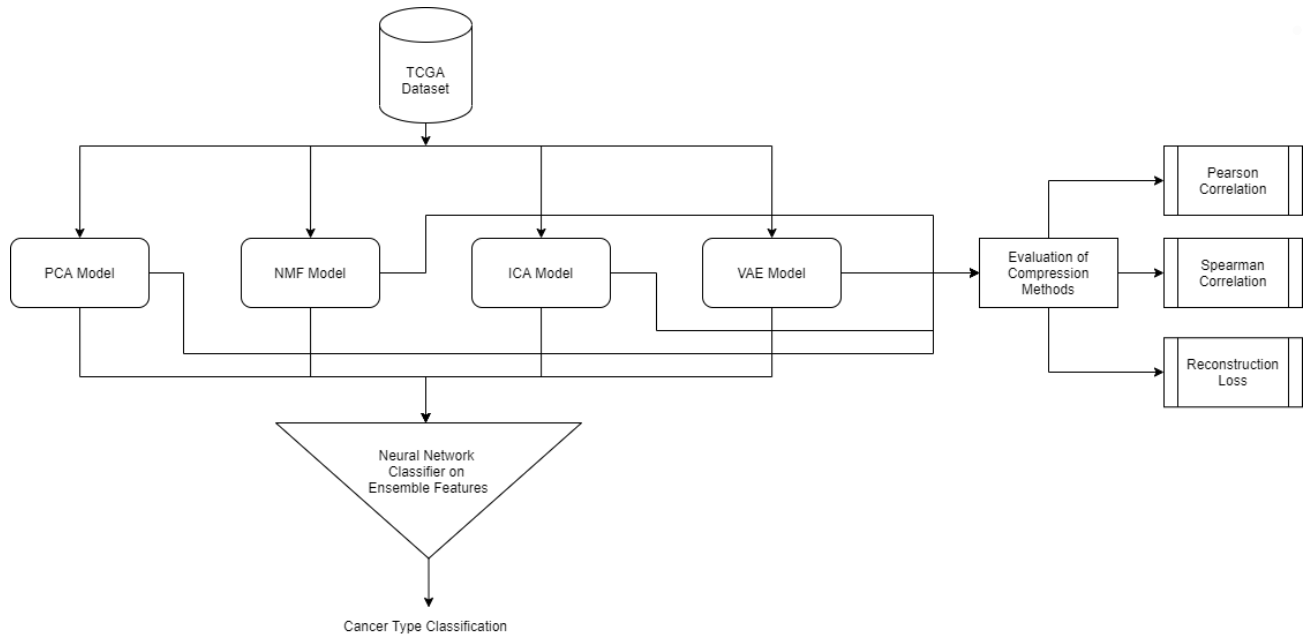 TCGA
Dataset
PCA Model
NMF Model
ICA Model
VAE Model
Evaluation of
Compression
Methods
Pearson
Correlation
Spearman
Correlation
Reconstruction
Loss
Neural Network
Classifier on
Ensemble Features
Cancer Type Classification